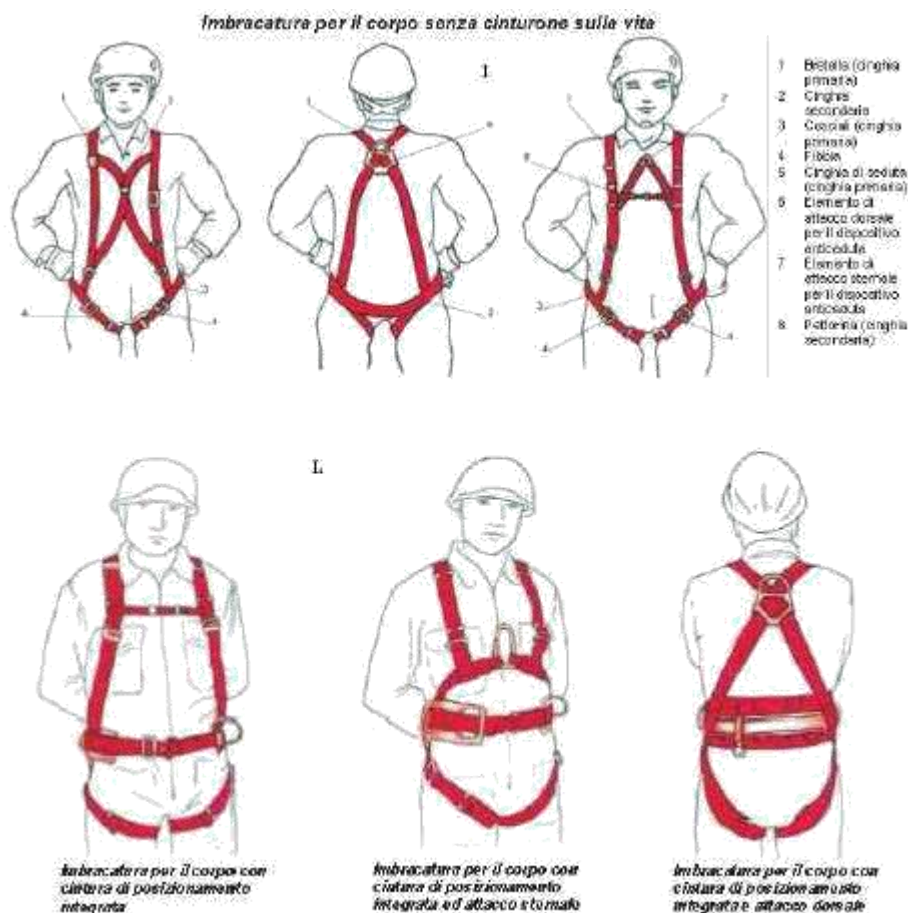 Imbracatura per il corpo senza cinturone sulla vita
I
1 Bretella (cinghia
primaria)
2 Cinghia
secondaria
3 Cosciali (cinghia
primaria)
4 Fibbia
5 Cinghia di seduta
(cinghia primaria)
6 Elemento di
attacco dorsale
per il dispositivo
anticaduta
7 Elemento di
attacco sternale
per il dispositivo
anticaduta
8 Pettorina (cinghia
secondaria)
L
Imbracatura per il corpo con
cintura di posizionamento
integrata
Imbracatura per il corpo con
cintura di posizionamento
integrata ed attacco sternale
Imbracatura per il corpo con
cintura di posizionamento
integrata e attacco dorsale